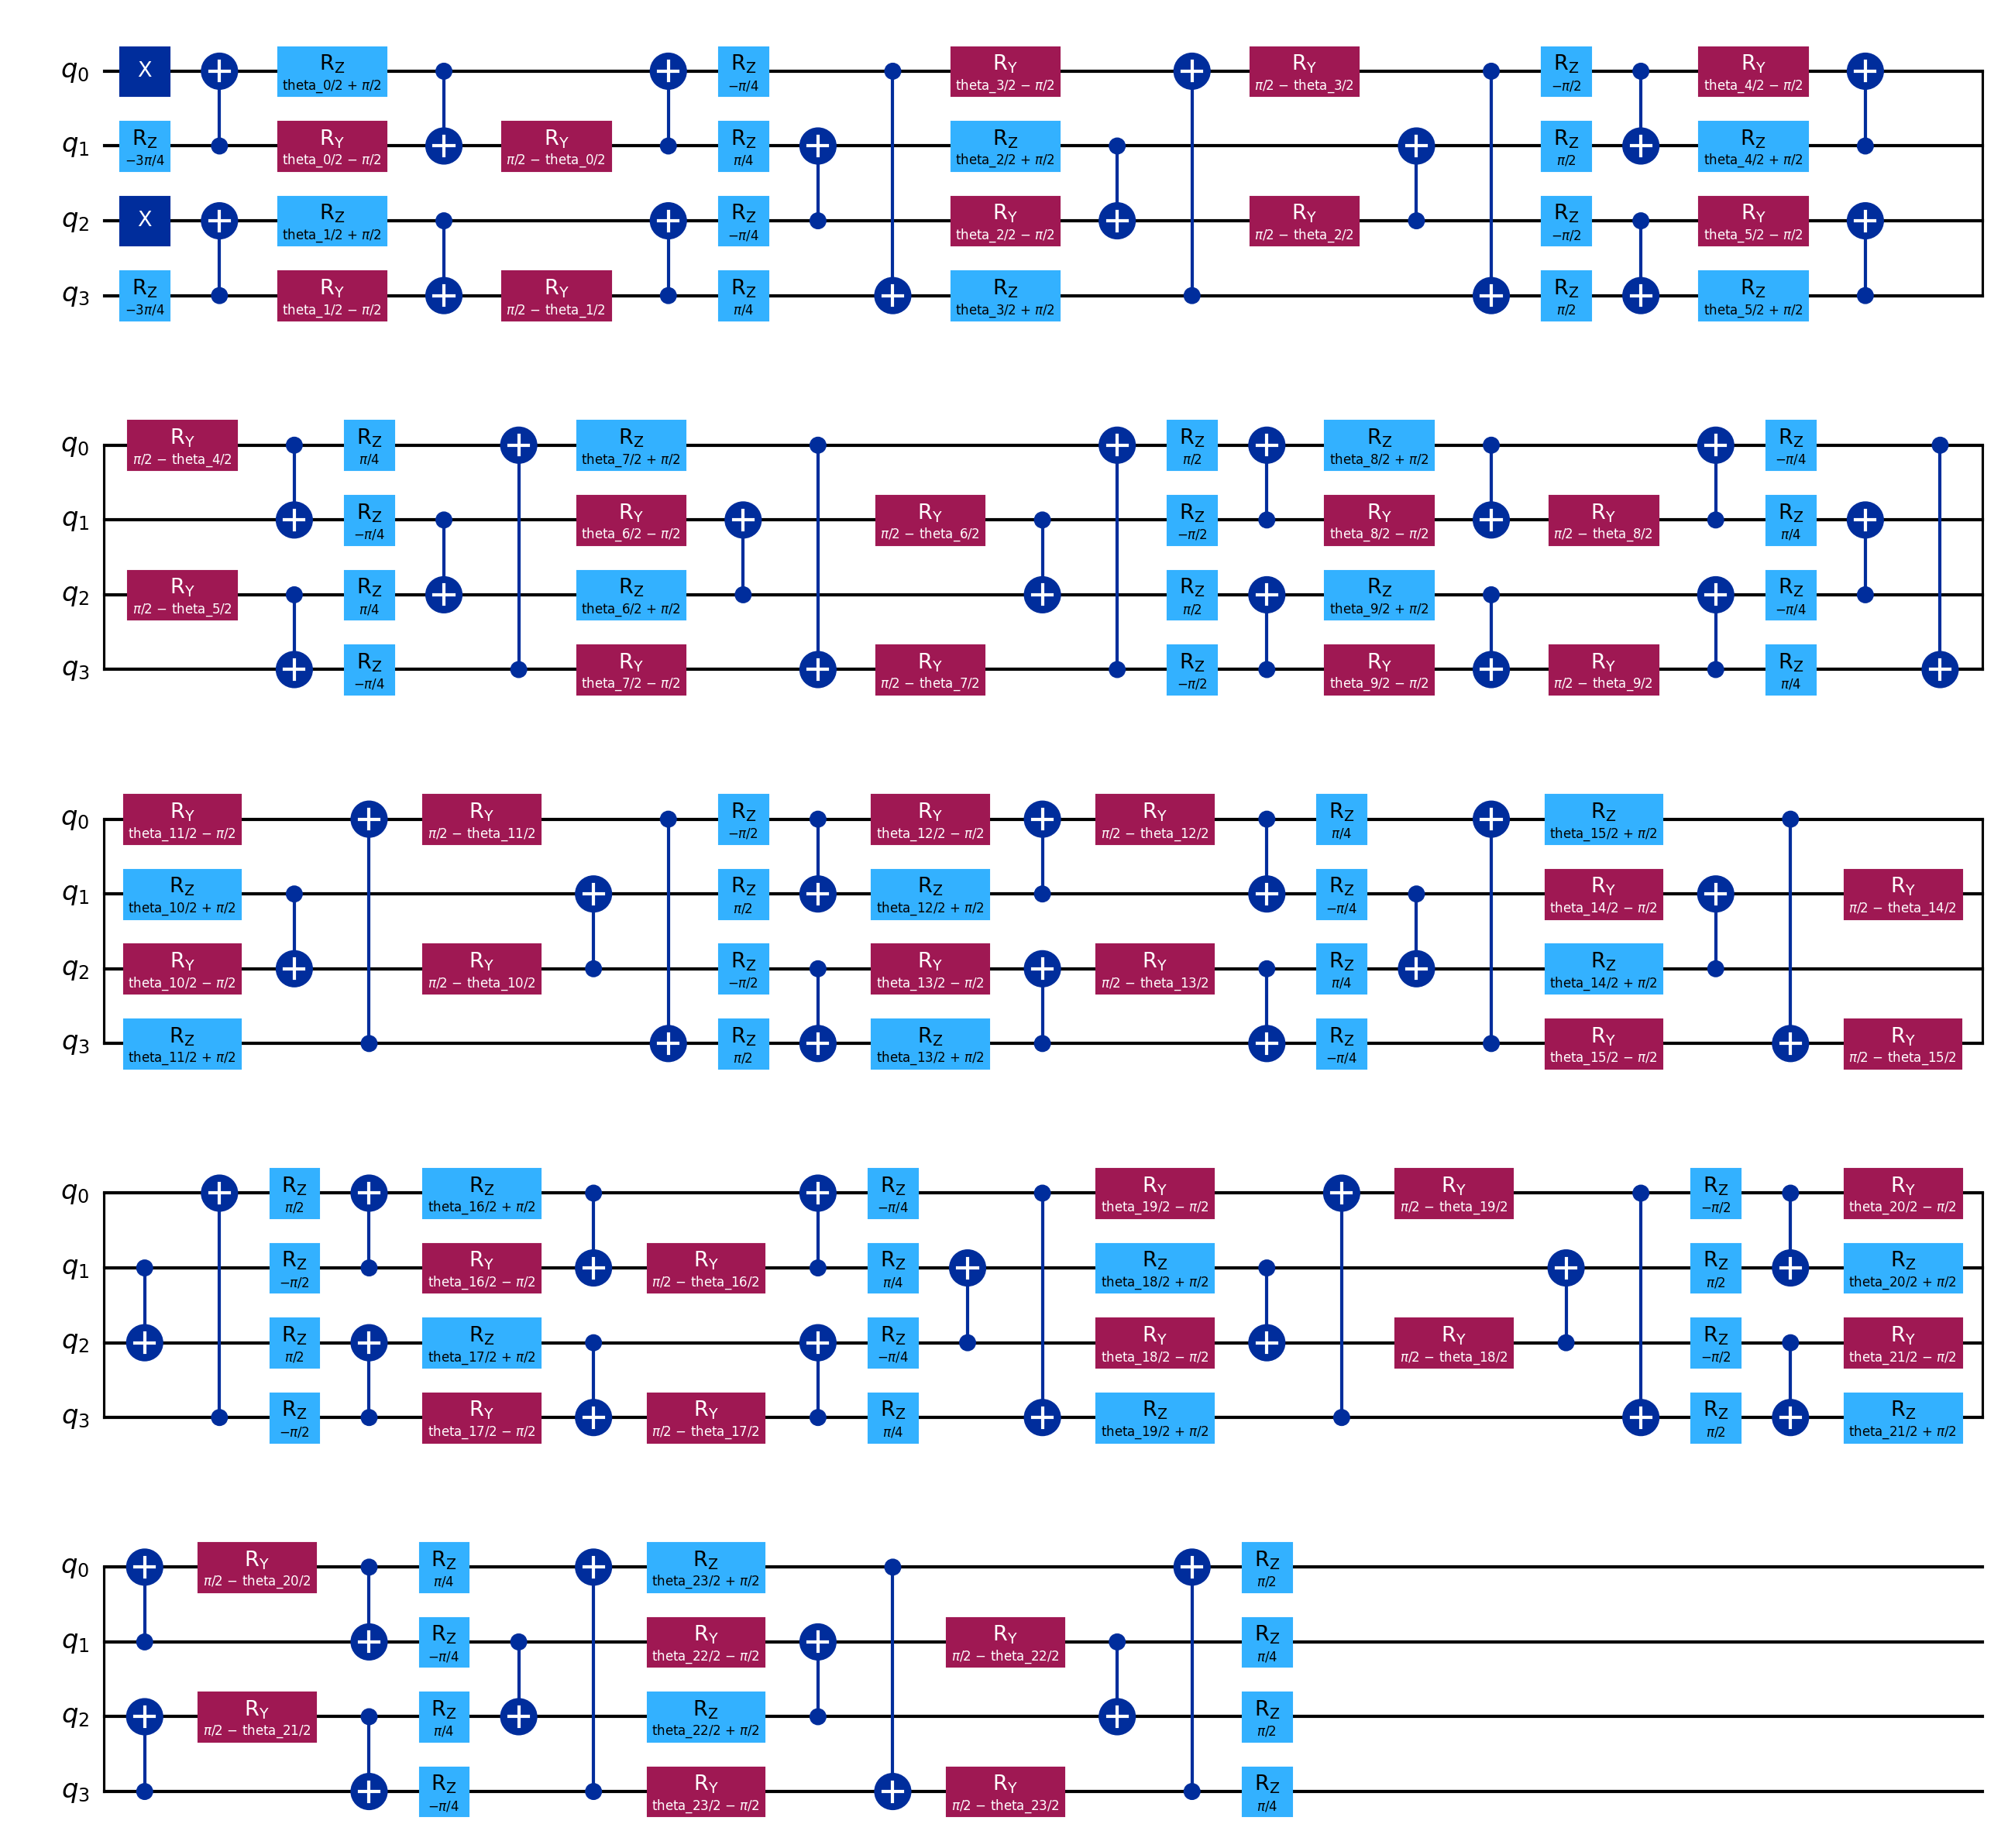 q0 X RZ RZ RY RY RZ RY
theta_0/2 + π/2 −π/4 theta_3/2 − π/2 π/2 − theta_3/2 −π/2 theta_4/2 − π/2
q1 RZ RY RY RZ RZ RZ RZ
−3π/4 theta_0/2 − π/2 π/2 − theta_0/2 π/4 theta_2/2 + π/2 π/2 theta_4/2 + π/2
q2 X RZ RZ RY RY RZ RY
theta_1/2 + π/2 −π/4 theta_2/2 − π/2 π/2 − theta_2/2 −π/2 theta_5/2 − π/2
q3 RZ RY RY RZ RZ RZ RZ
−3π/4 theta_1/2 − π/2 π/2 − theta_1/2 π/4 theta_3/2 + π/2 π/2 theta_5/2 + π/2
q0 RY RZ RZ RZ RZ RZ
π/2 − theta_4/2 π/4 theta_7/2 + π/2 π/2 theta_8/2 + π/2 −π/4
q1 RZ RY RY RZ RY RY RZ
−π/4 theta_6/2 − π/2 π/2 − theta_6/2 −π/2 theta_8/2 − π/2 π/2 − theta_8/2 π/4
q2 RY RZ RZ RZ RZ RZ
π/2 − theta_5/2 π/4 theta_6/2 + π/2 π/2 theta_9/2 + π/2 −π/4
q3 RZ RY RY RZ RY RY RZ
−π/4 theta_7/2 − π/2 π/2 − theta_7/2 −π/2 theta_9/2 − π/2 π/2 − theta_9/2 π/4
q0 RY RY RZ RY RY RZ RZ
theta_11/2 − π/2 π/2 − theta_11/2 −π/2 theta_12/2 − π/2 π/2 − theta_12/2 π/4 theta_15/2 + π/2
q1 RZ RZ RZ RZ RY RY
theta_10/2 + π/2 π/2 theta_12/2 + π/2 −π/4 theta_14/2 − π/2 π/2 − theta_14/2
q2 RY RY RZ RY RY RZ RZ
theta_10/2 − π/2 π/2 − theta_10/2 −π/2 theta_13/2 − π/2 π/2 − theta_13/2 π/4 theta_14/2 + π/2
q3 RZ RZ RZ RZ RY RY
theta_11/2 + π/2 π/2 theta_13/2 + π/2 −π/4 theta_15/2 − π/2 π/2 − theta_15/2
q0 RZ RZ RZ RY RY RZ RY
π/2 theta_16/2 + π/2 −π/4 theta_19/2 − π/2 π/2 − theta_19/2 −π/2 theta_20/2 − π/2
q1 RZ RY RY RZ RZ RZ RZ
−π/2 theta_16/2 − π/2 π/2 − theta_16/2 π/4 theta_18/2 + π/2 π/2 theta_20/2 + π/2
q2 RZ RZ RZ RY RY RZ RY
π/2 theta_17/2 + π/2 −π/4 theta_18/2 − π/2 π/2 − theta_18/2 −π/2 theta_21/2 − π/2
q3 RZ RY RY RZ RZ RZ RZ
−π/2 theta_17/2 − π/2 π/2 − theta_17/2 π/4 theta_19/2 + π/2 π/2 theta_21/2 + π/2
q0 RY RZ RZ RZ
π/2 − theta_20/2 π/4 theta_23/2 + π/2 π/2
q1 RZ RY RY RZ
−π/4 theta_22/2 − π/2 π/2 − theta_22/2 π/4
q2 RY RZ RZ RZ
π/2 − theta_21/2 π/4 theta_22/2 + π/2 π/2
q3 RZ RY RY RZ
−π/4 theta_23/2 − π/2 π/2 − theta_23/2 π/4